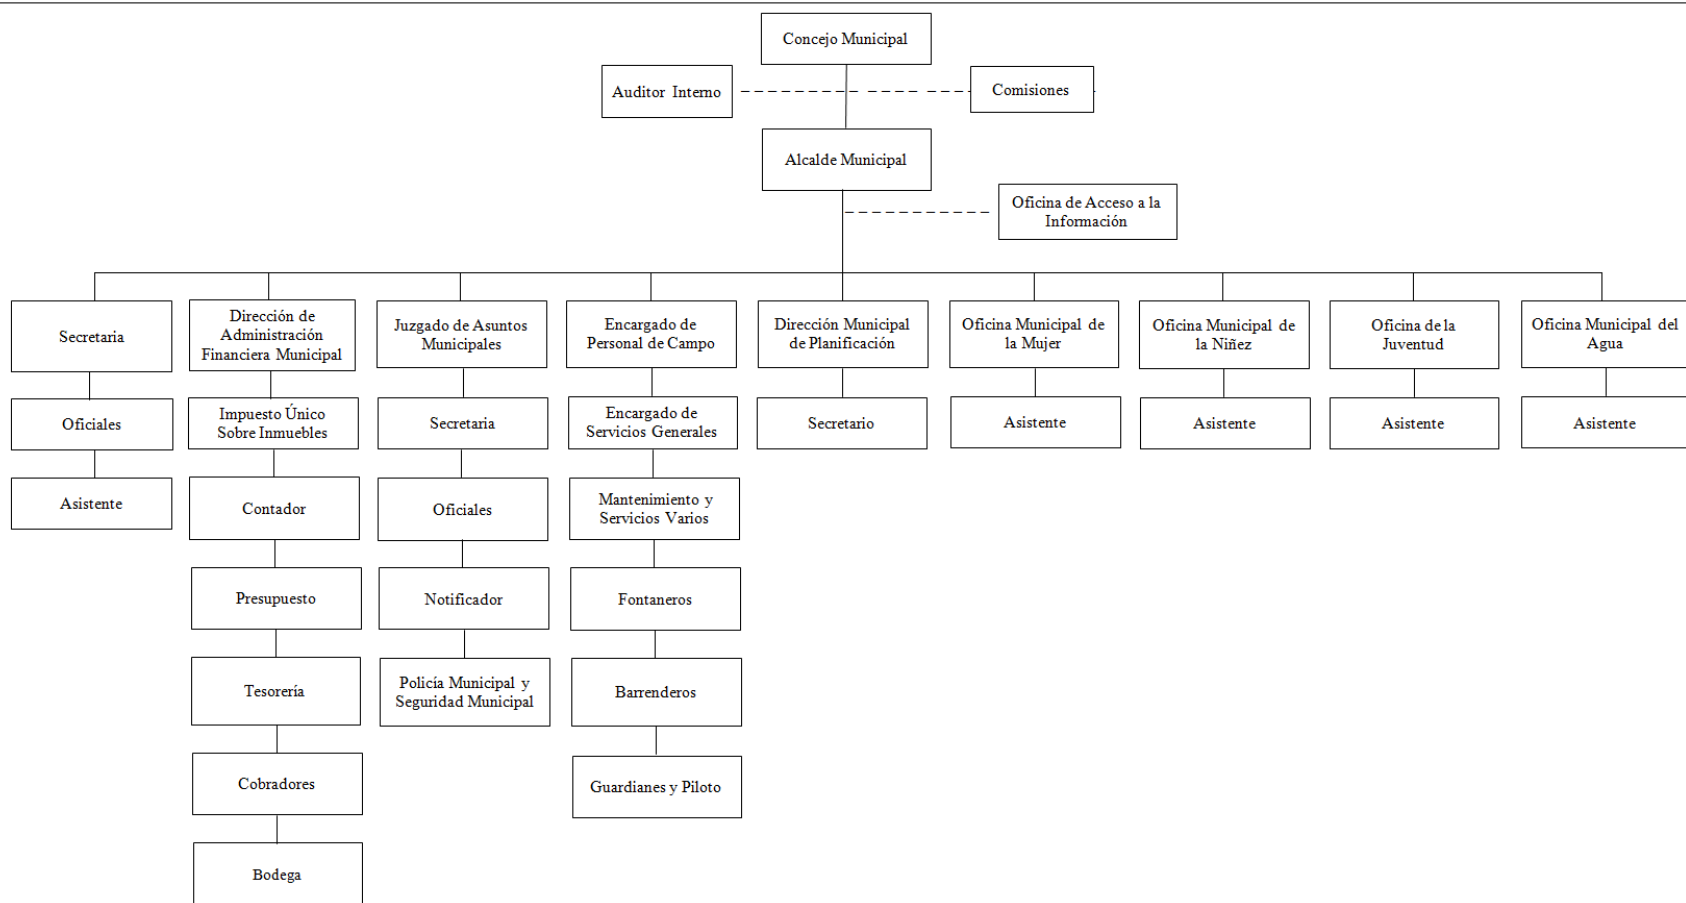 Concejo Municipal
Auditor Interno
Comisiones
Alcalde Municipal
Oficina de Acceso a la
Información
Secretaria
Dirección de
Administración
Financiera Municipal
Juzgado de Asuntos
Municipales
Encargado de
Personal de Campo
Dirección Municipal
de Planificación
Oficina Municipal de
la Mujer
Oficina Municipal de
la Niñez
Oficina de la
Juventud
Oficina Municipal del
Agua
Oficiales
Impuesto Único
Sobre Inmuebles
Secretaria
Encargado de
Servicios Generales
Secretario
Asistente
Asistente
Asistente
Asistente
Asistente
Contador
Oficiales
Mantenimiento y
Servicios Varios
Presupuesto
Notificador
Fontaneros
Tesorería
Policía Municipal y
Seguridad Municipal
Barrenderos
Cobradores
Guardianes y Piloto
Bodega